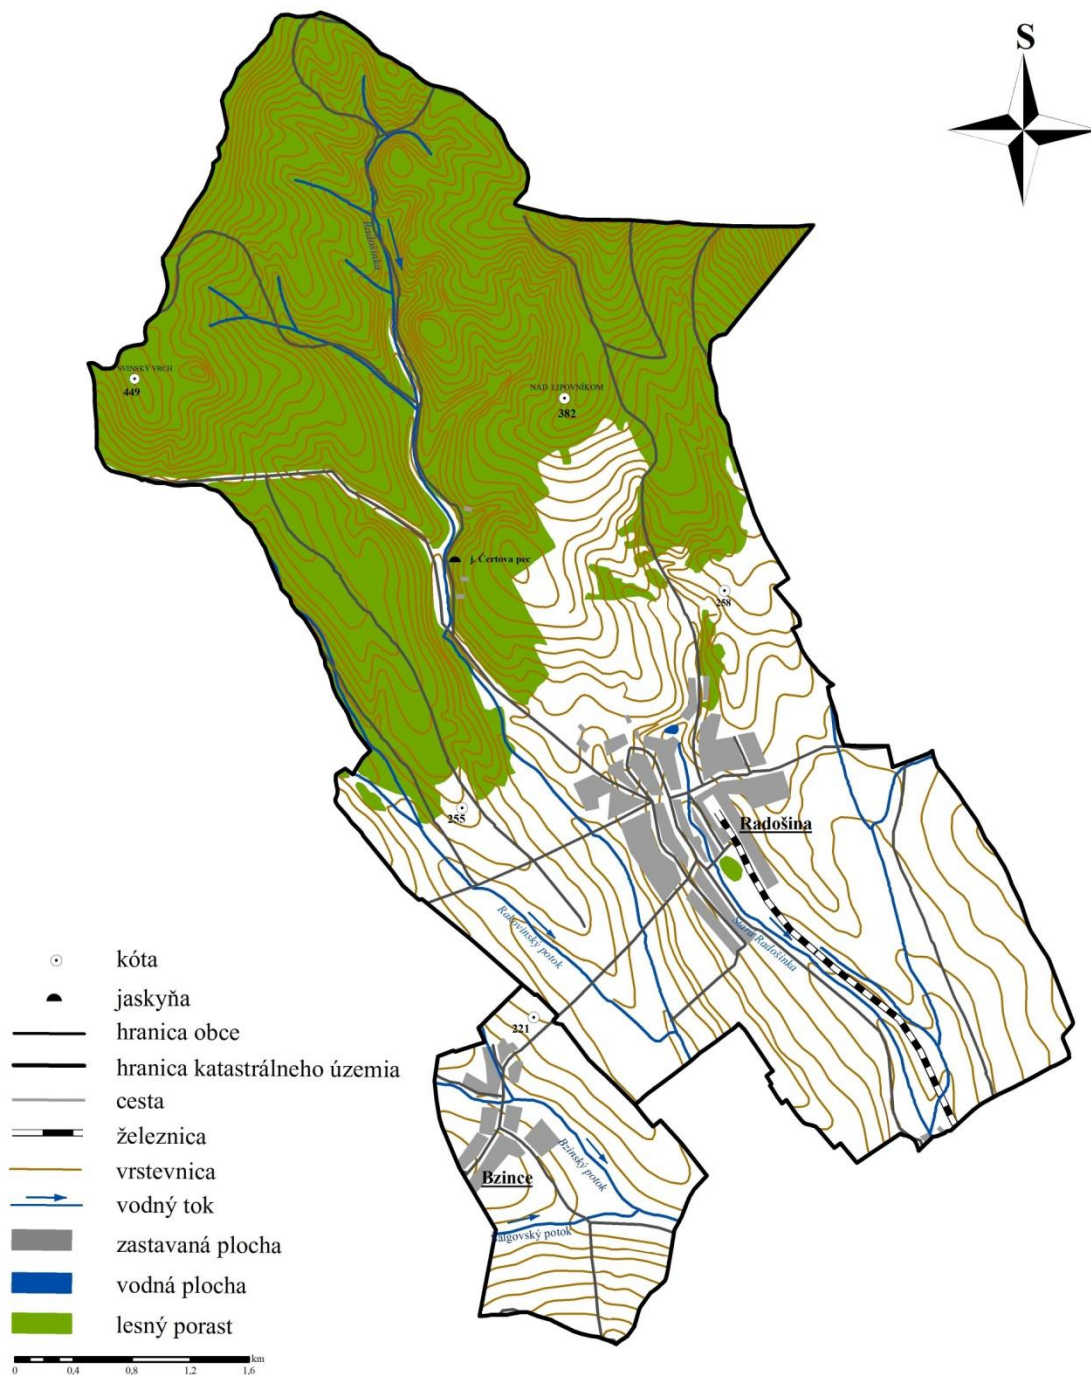 S
Radošinka
SVINSKÝ VRCH
449
NAD LIPOVNÍKOM
382
j. Čertova pec
258
255
Radošina
Rakovinský potok
Stará Radošinka
221
Bzince
Bzinský potok
potok
kóta
jaskyňa
hranica obce
hranica katastrálneho územia
cesta
železnica
vrstevnica
vodný tok
zastavaná plocha
vodná plocha
lesný porast
km
0 0,4 0,8 1,2 1,6